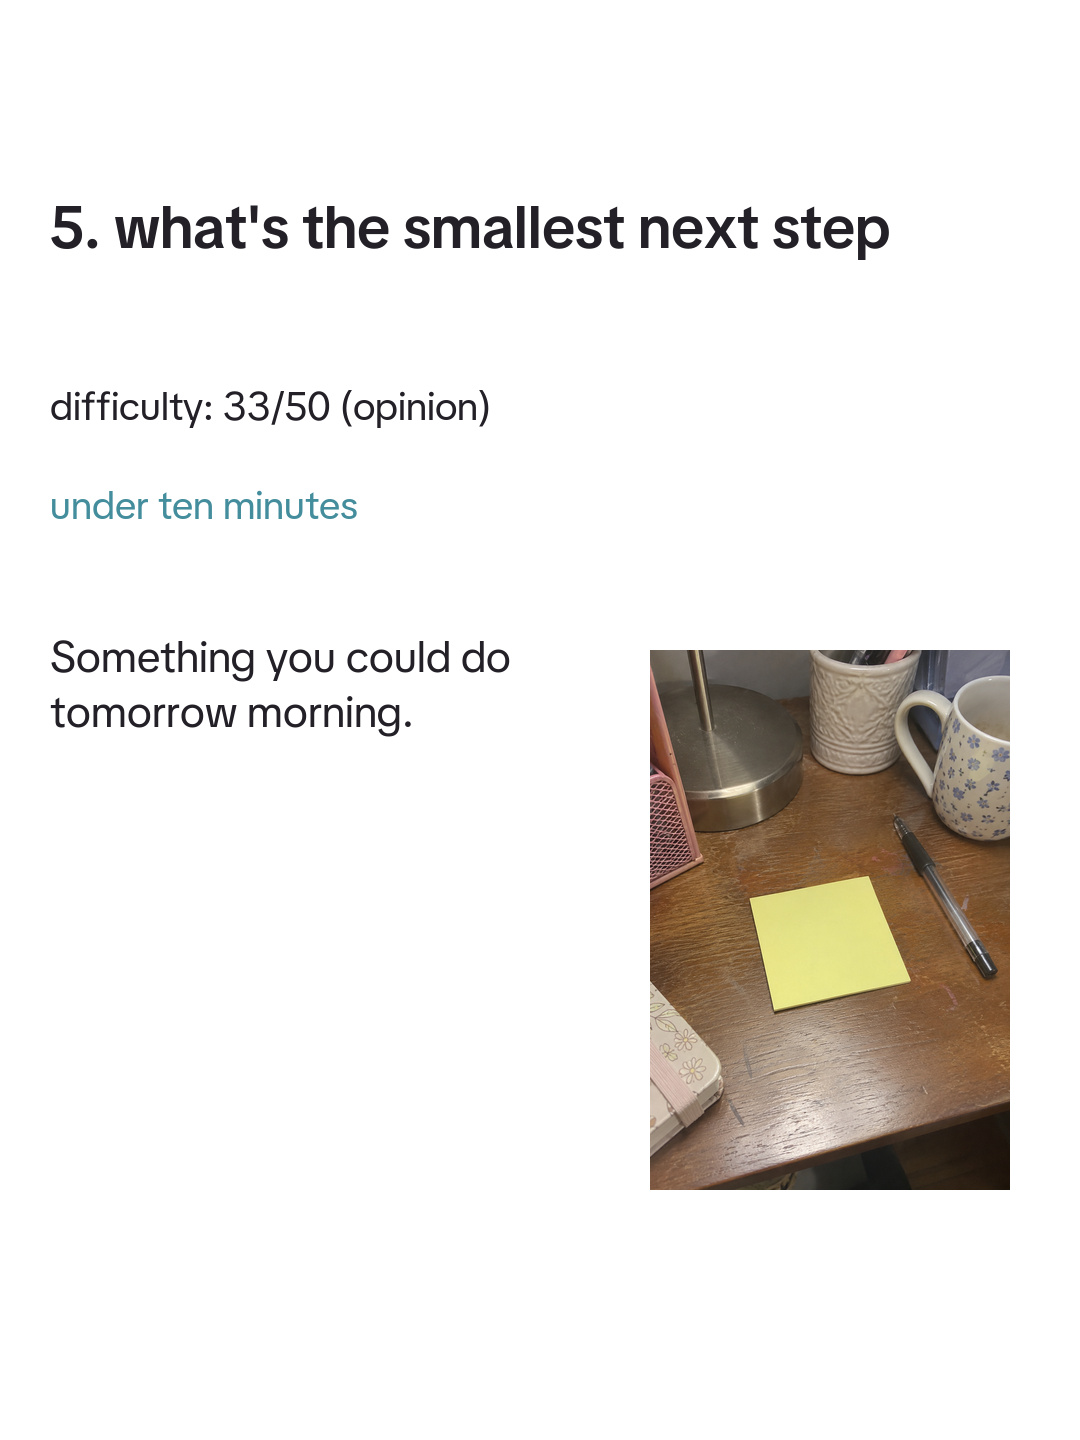 5. what's the smallest next step
difficulty: 33/50 (opinion)
under ten minutes
Something you could do
tomorrow morning.